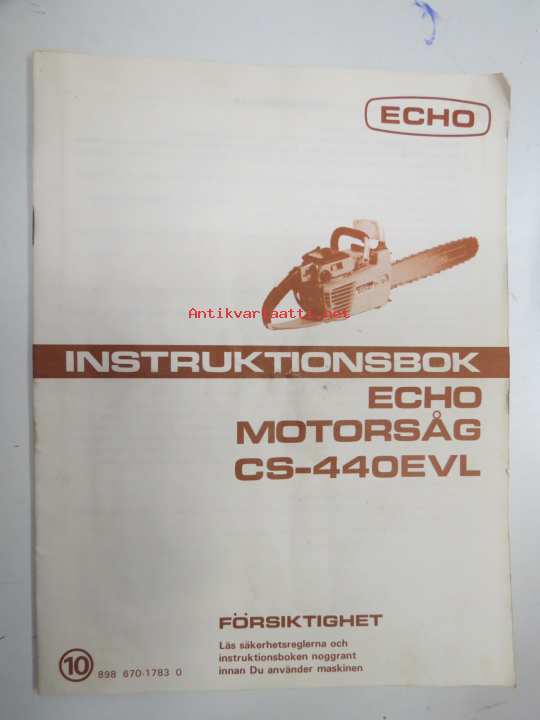 ECHO
Antikvariaatti.net
INSTRUKTIONSBOK
ECHO
MOTORSÅG
CS-440EVL
FÖRSIKTIGHET
Läs säkerhetsreglerna och
instruktionsboken noggrant
innan Du använder maskinen
10 898 670-1783 0